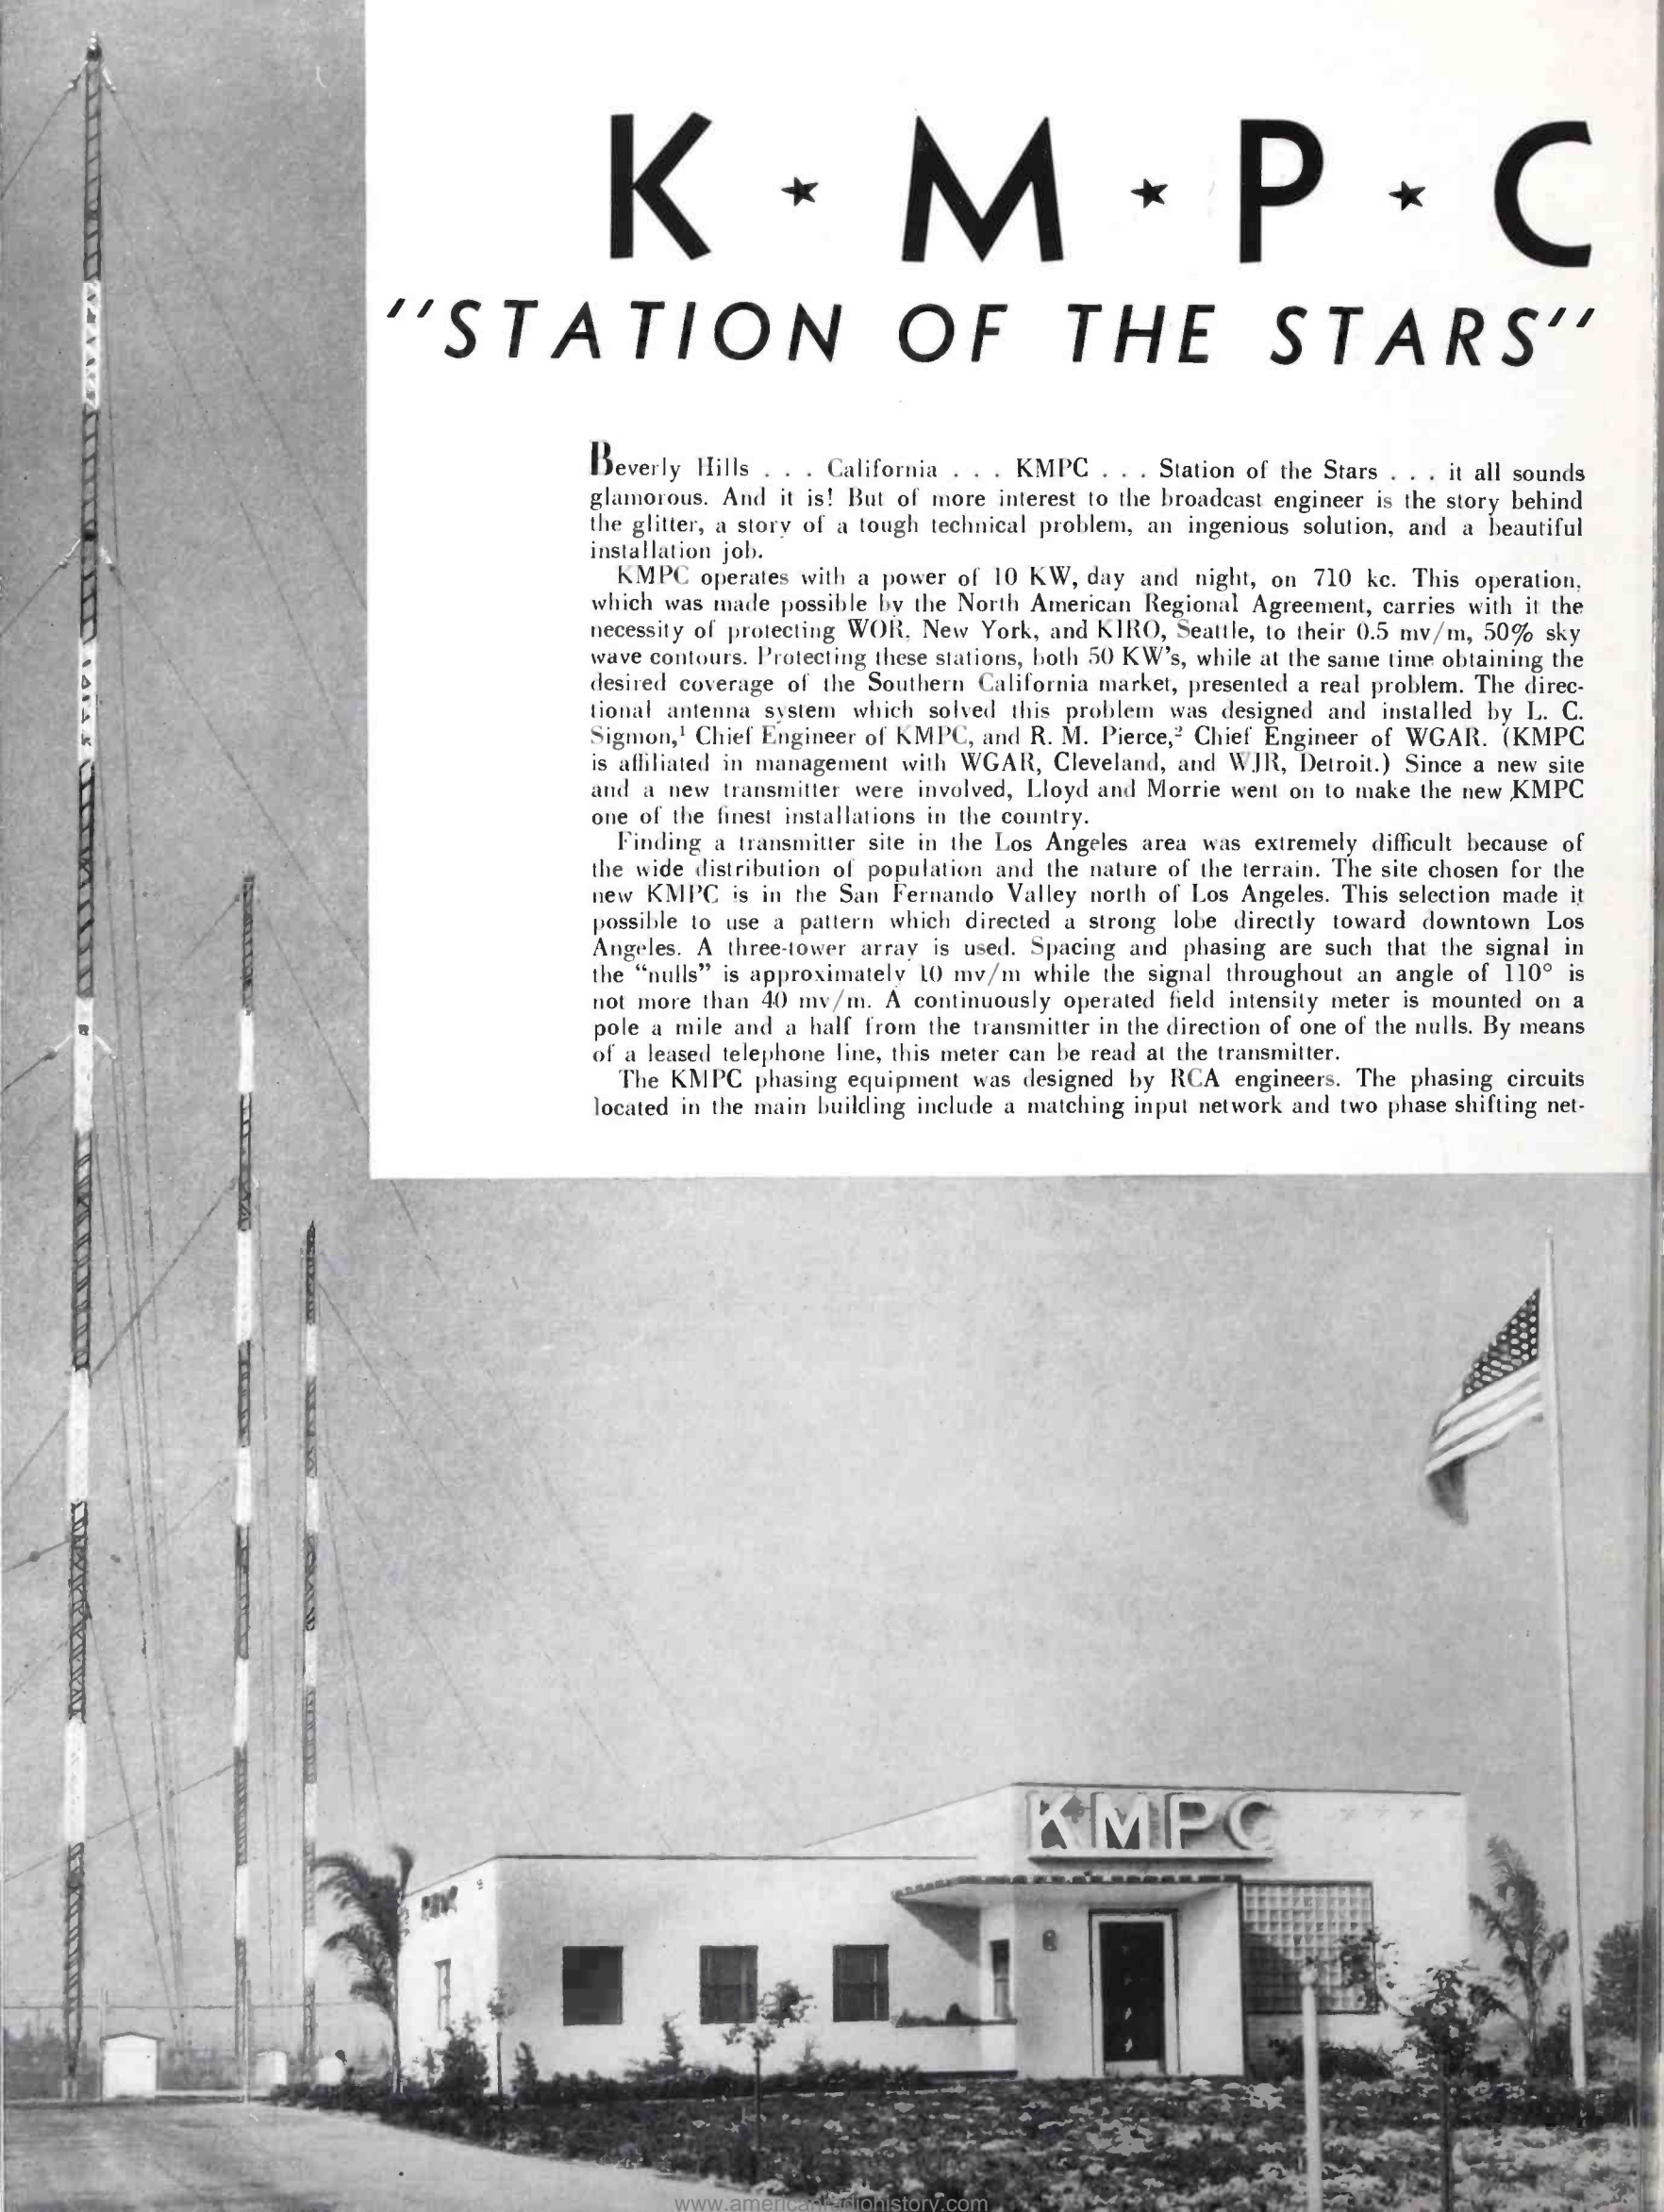 K ★ M ★ P ★ C
"STATION OF THE STARS"
Beverly Hills . . . California . . . KMPC . . . Station of the Stars . . . it all sounds
glamorous. And it is! But of more interest to the broadcast engineer is the story behind
the glitter, a story of a tough technical problem, an ingenious solution, and a beautiful
installation job.
KMPC operates with a power of 10 KW, day and night, on 710 kc. This operation,
which was made possible by the North American Regional Agreement, carries with it the
necessity of protecting WOR, New York, and KIRO, Seattle, to their 0.5 mv/m, 50% sky
wave contours. Protecting these stations, both 50 KW's, while at the same time obtaining the
desired coverage of the Southern California market, presented a real problem. The direc-
tional antenna system which solved this problem was designed and installed by L. C.
Sigmon,¹ Chief Engineer of KMPC, and R. M. Pierce,² Chief Engineer of WGAR. (KMPC
is affiliated in management with WGAR, Cleveland, and WJR, Detroit.) Since a new site
and a new transmitter were involved, Lloyd and Morrie went on to make the new KMPC
one of the finest installations in the country.
Finding a transmitter site in the Los Angeles area was extremely difficult because of
the wide distribution of population and the nature of the terrain. The site chosen for the
new KMPC is in the San Fernando Valley north of Los Angeles. This selection made it
possible to use a pattern which directed a strong lobe directly toward downtown Los
Angeles. A three-tower array is used. Spacing and phasing are such that the signal in
the "nulls" is approximately 10 mv/m while the signal throughout an angle of 110° is
not more than 40 mv/m. A continuously operated field intensity meter is mounted on a
pole a mile and a half from the transmitter in the direction of one of the nulls. By means
of a leased telephone line, this meter can be read at the transmitter.
The KMPC phasing equipment was designed by RCA engineers. The phasing circuits
located in the main building include a matching input network and two phase shifting net-
KMPC
www.americanradiohistory.com